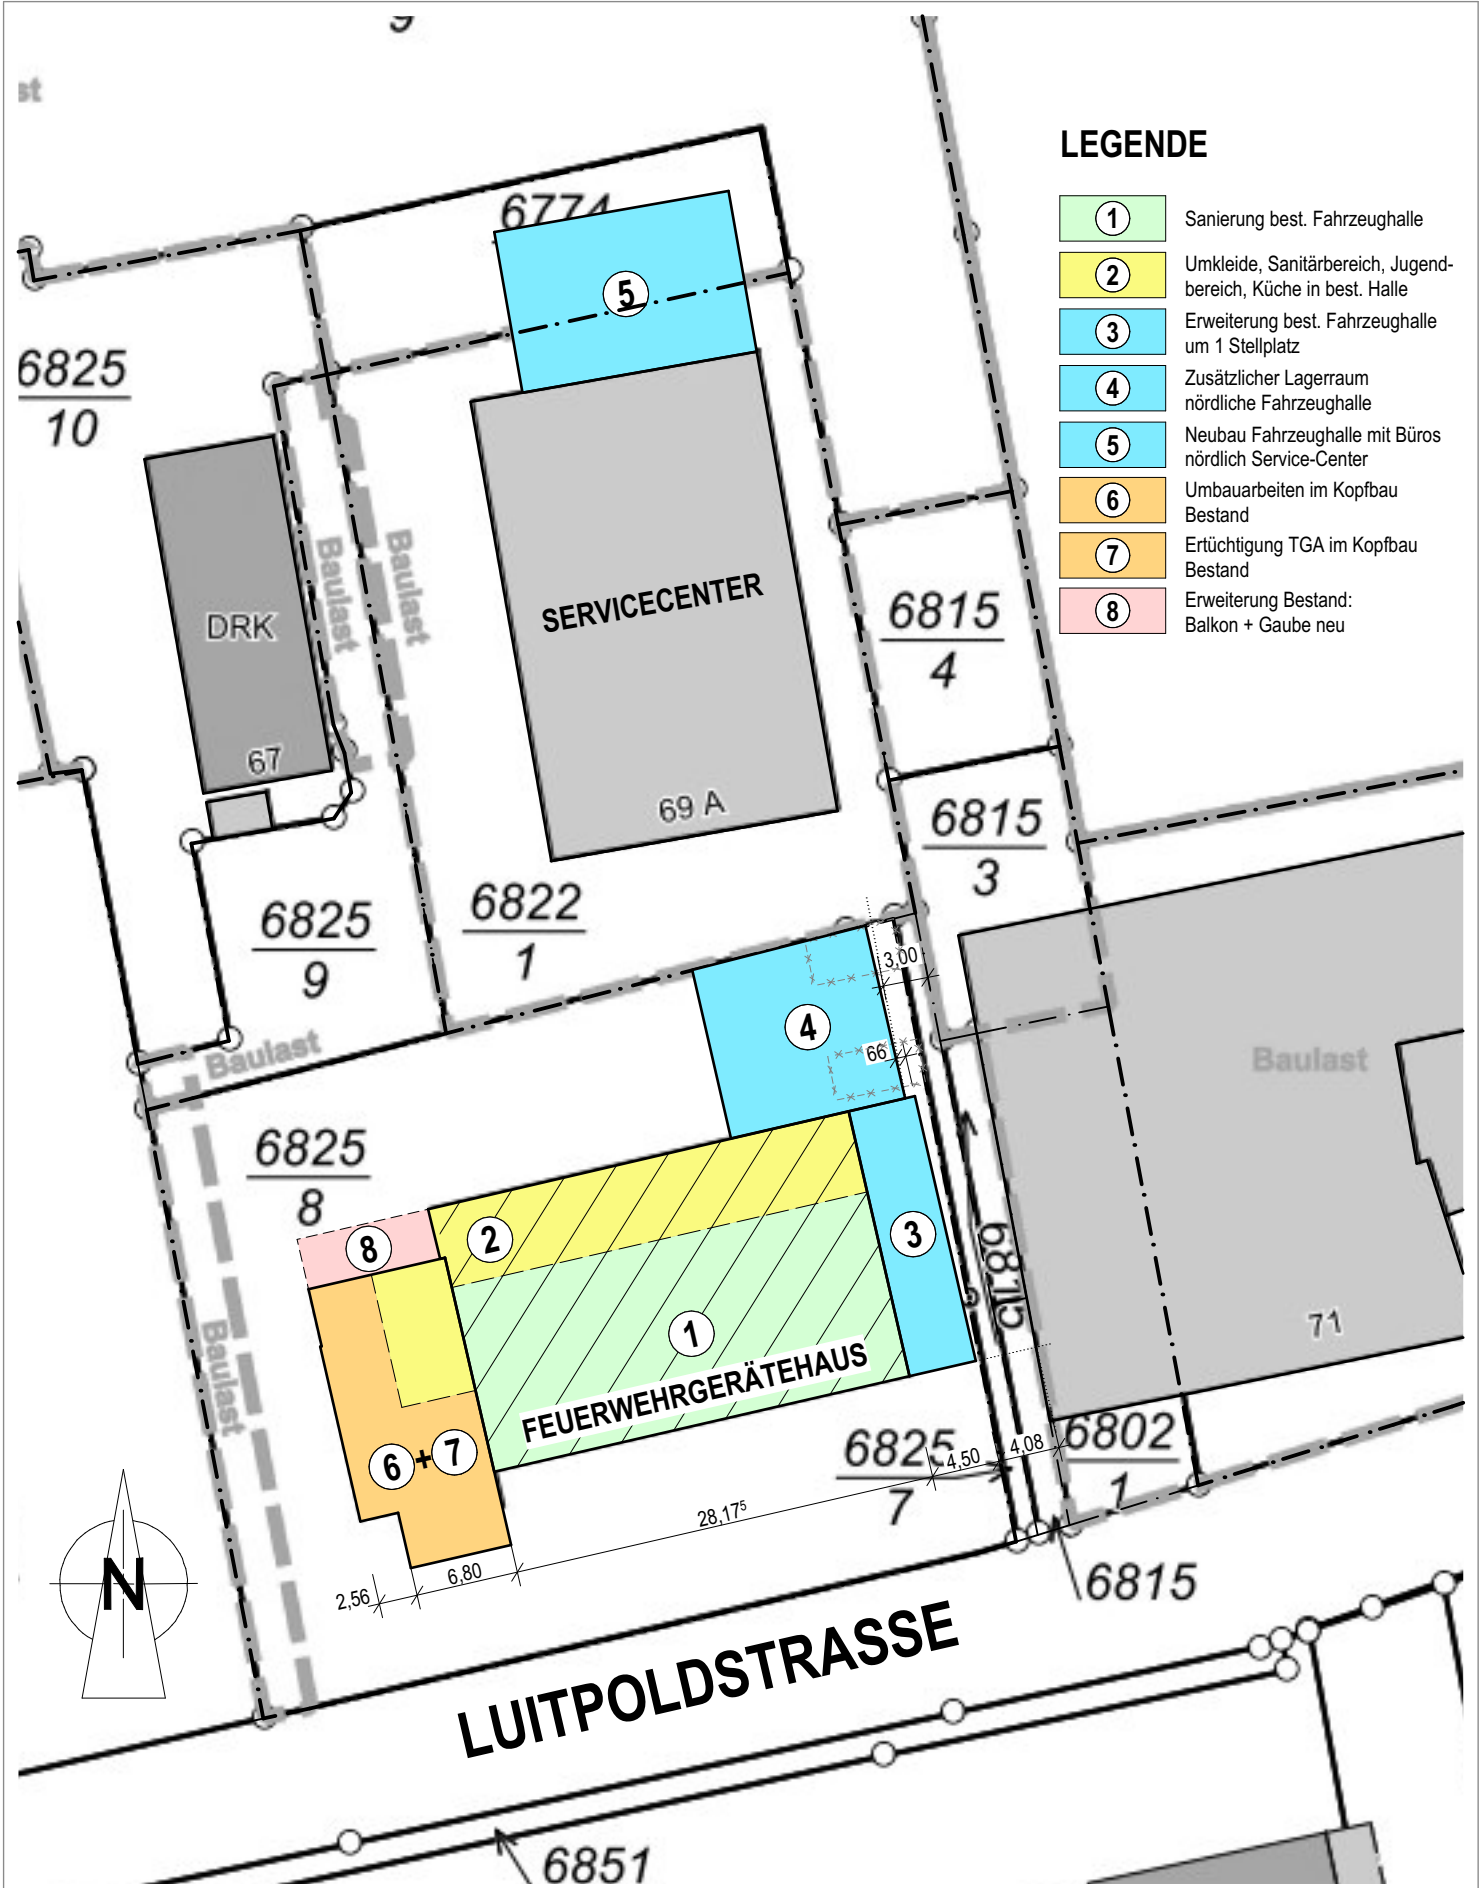 9
st
LEGENDE
1 Sanierung best. Fahrzeughalle
2 Umkleide, Sanitärbereich, Jugend-
bereich, Küche in best. Halle
3 Erweiterung best. Fahrzeughalle
um 1 Stellplatz
4 Zusätzlicher Lagerraum
nördliche Fahrzeughalle
5 Neubau Fahrzeughalle mit Büros
nördlich Service-Center
6 Umbauarbeiten im Kopfbau
Bestand
7 Ertüchtigung TGA im Kopfbau
Bestand
8 Erweiterung Bestand:
Balkon + Gaube neu
6774
5
6825
10
Baulast
Baulast
DRK
67
SERVICECENTER
69 A
6815
4
6815
3
6825
9
6822
1
3,00
4
66
Baulast
Baulast
6825
8
8
2
3
1
6815
71
FEUERWEHRGERÄTEHAUS
Baulast
6 + 7
6825
7
4,50
4,08
6802
1
28,17⁵
6,80
2,56
N
6815
LUITPOLDSTRASSE
6851